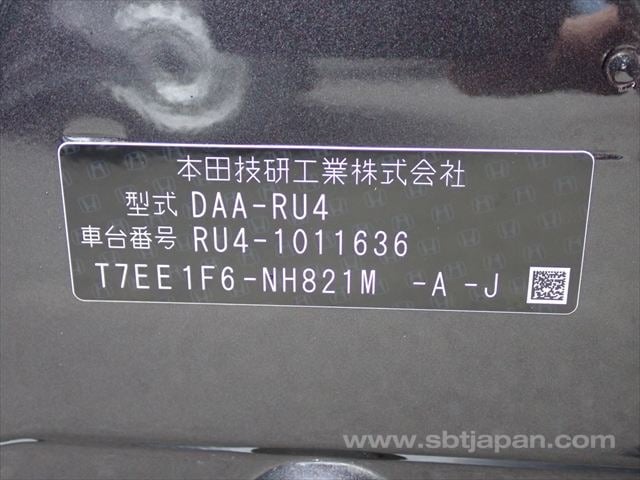 本田技研工業株式会社
型式 DAA-RU4
車台番号 RU4-1011636
T7EE1F6-NH821M -A-J
www.sbtjapan.com